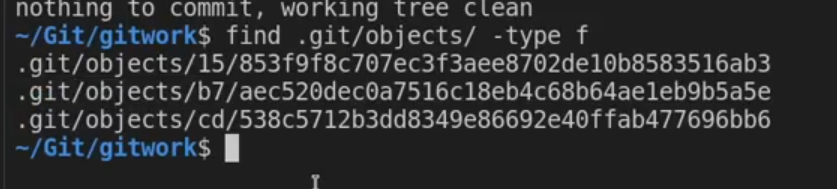 nothing to commit, working tree clean
~/Git/gitwork$ find .git/objects/ -type f
.git/objects/15/853f9f8c707ec3f3aee8702de10b8583516ab3
.git/objects/b7/aec520dec0a7516c18eb4c68b64ae1eb9b5a5e
.git/objects/cd/538c5712b3dd8349e86692e40ffab477696bb6
~/Git/gitwork$